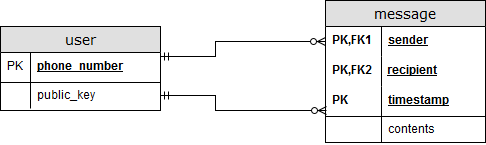 user
PK phone_number
public_key
message
PK,FK1 sender
PK,FK2 recipient
PK timestamp
contents